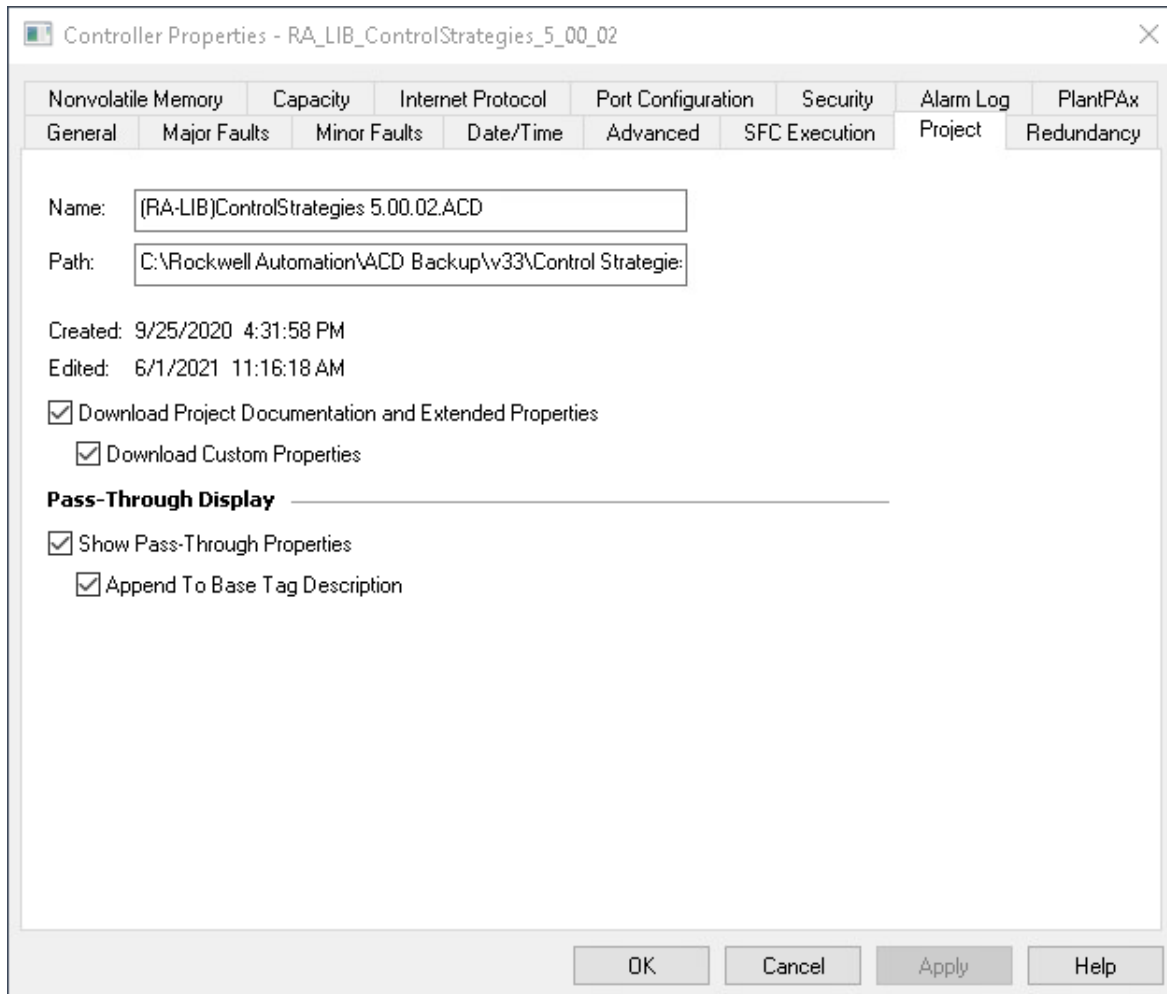 Controller Properties - RA_LIB_ControlStrategies_5_00_02
Nonvolatile Memory Capacity Internet Protocol Port Configuration Security Alarm Log PlantPAx
General Major Faults Minor Faults Date/Time Advanced SFC Execution Project Redundancy
Name: (RA-LIB)ControlStrategies 5.00.02.ACD
Path: C:\Rockwell Automation\ACD Backup\v33\Control Strategies
Created: 9/25/2020 4:31:58 PM
Edited: 6/1/2021 11:16:18 AM
Download Project Documentation and Extended Properties
Download Custom Properties
Pass-Through Display
Show Pass-Through Properties
Append To Base Tag Description
OK Cancel Apply Help